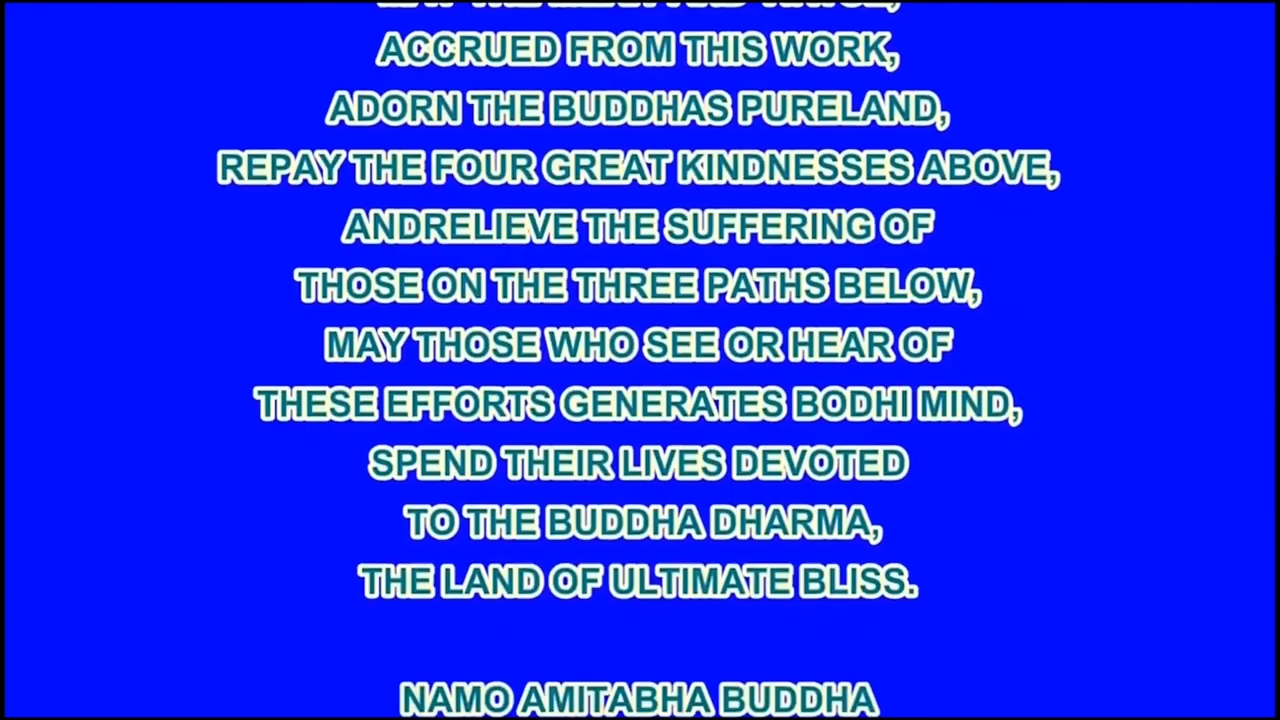 ACCRUED FROM THIS WORK,
ADORN THE BUDDHAS PURELAND,
REPAY THE FOUR GREAT KINDNESSES ABOVE,
ANDRELIEVE THE SUFFERING OF
THOSE ON THE THREE PATHS BELOW,
MAY THOSE WHO SEE OR HEAR OF
THESE EFFORTS GENERATES BODHI MIND,
SPEND THEIR LIVES DEVOTED
TO THE BUDDHA DHARMA,
THE LAND OF ULTIMATE BLISS.
NAMO AMITABHA BUDDHA